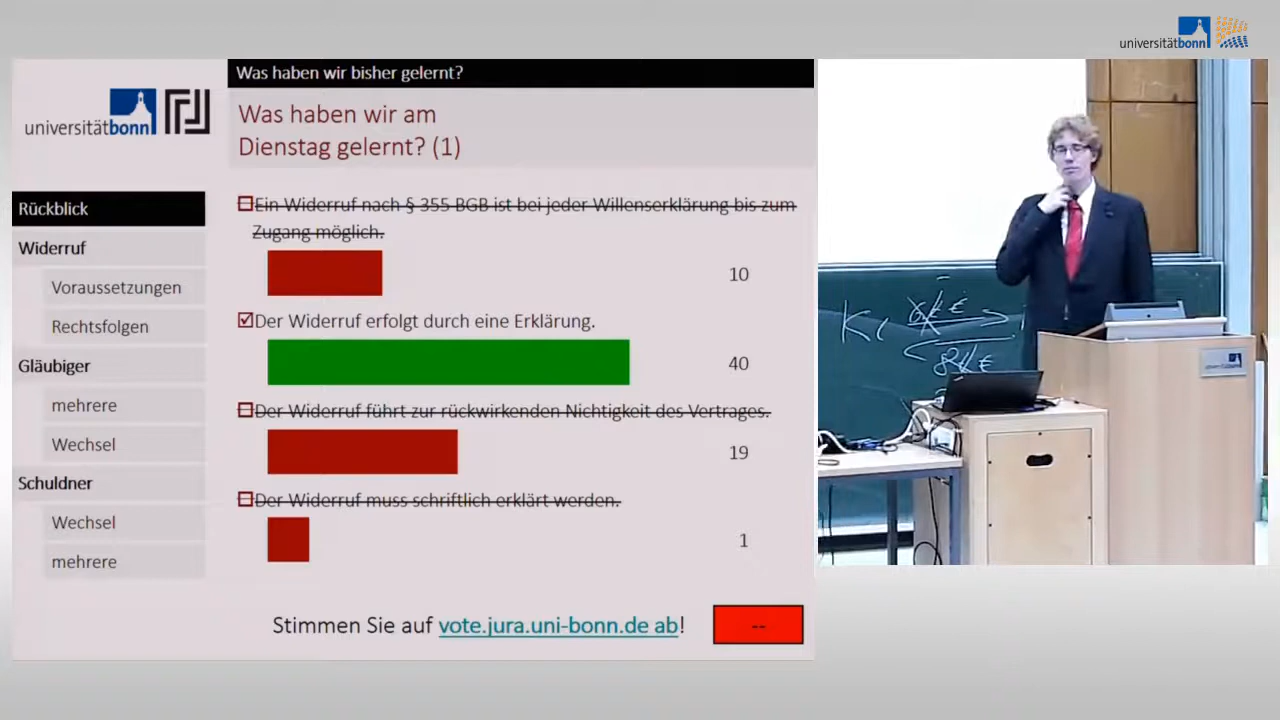 universitätbonn
Was haben wir bisher gelernt?
universitätbonn
Was haben wir am
Dienstag gelernt? (1)
Rückblick
Widerruf
Voraussetzungen
Rechtsfolgen
Gläubiger
mehrere
Wechsel
Schuldner
Wechsel
mehrere
Ein Widerruf nach § 355 BGB ist bei jeder Willenserklärung bis zum
Zugang möglich.
10
Der Widerruf erfolgt durch eine Erklärung.
40
Der Widerruf führt zur rückwirkenden Nichtigkeit des Vertrages.
19
Der Widerruf muss schriftlich erklärt werden.
1
Stimmen Sie auf vote.jura.uni-bonn.de ab!
--